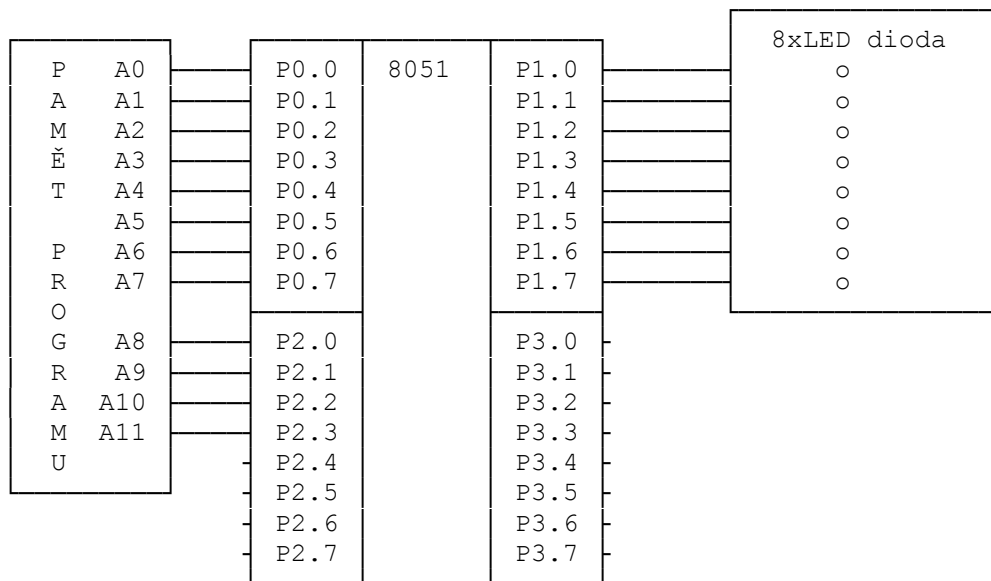 8xLED dioda
P A0 P0.0 8051 P1.0
A A1 P0.1 P1.1
M A2 P0.2 P1.2
Ě A3 P0.3 P1.3
T A4 P0.4 P1.4
A5 P0.5 P1.5
P A6 P0.6 P1.6
R A7 P0.7 P1.7
O
G A8 P2.0 P3.0
R A9 P2.1 P3.1
A A10 P2.2 P3.2
M A11 P2.3 P3.3
U P2.4 P3.4
P2.5 P3.5
P2.6 P3.6
P2.7 P3.7